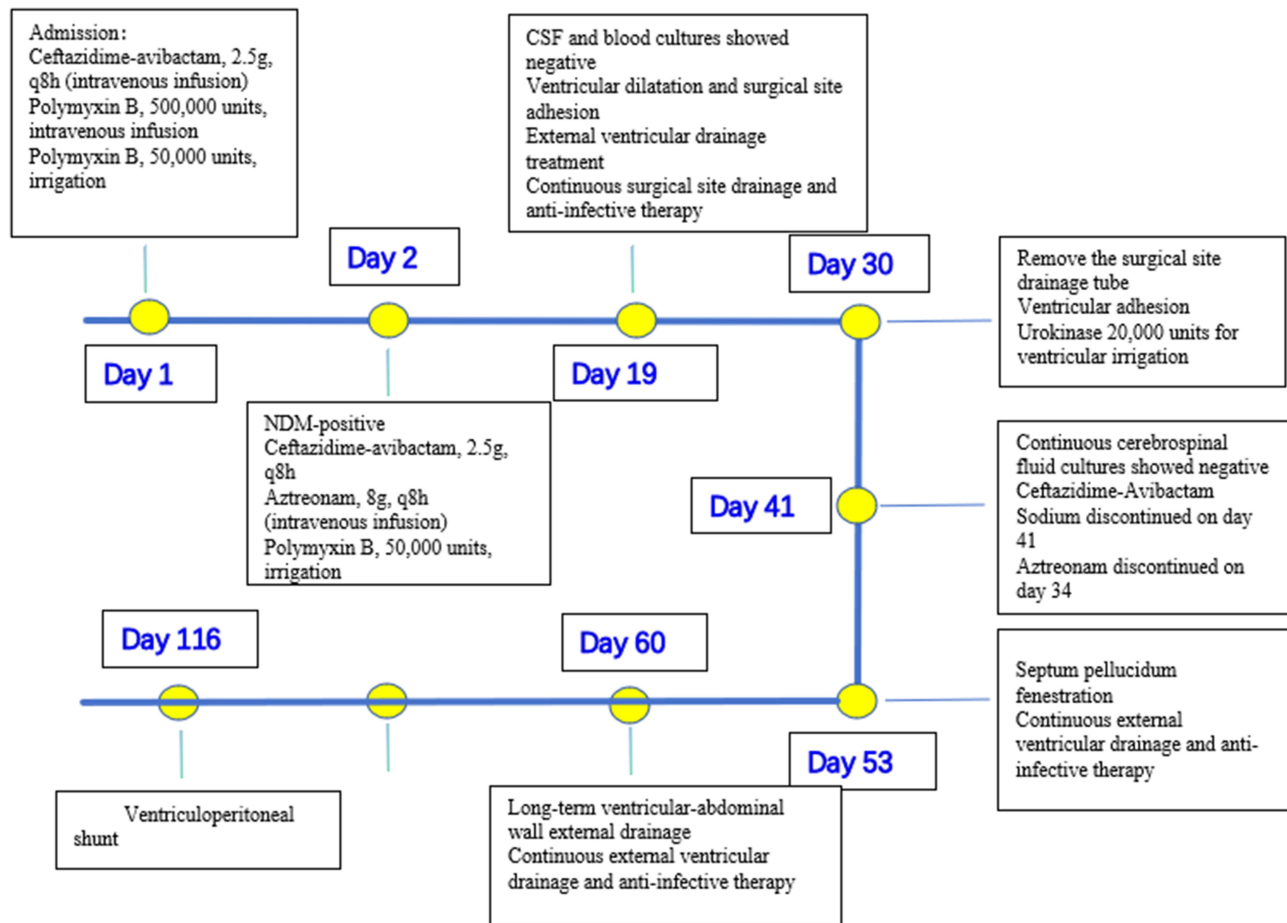 Admission:
Ceftazidime-avibactam, 2.5g,
q8h (intravenous infusion)
Polymyxin B, 500,000 units,
intravenous infusion
Polymyxin B, 50,000 units,
irrigation
Day 1
Day 2
NDM-positive
Ceftazidime-avibactam, 2.5g,
q8h
Aztreonam, 8g, q8h
(intravenous infusion)
Polymyxin B, 50,000 units,
irrigation
CSF and blood cultures showed
negative
Ventricular dilatation and surgical site
adhesion
External ventricular drainage
treatment
Continuous surgical site drainage and
anti-infective therapy
Day 19
Day 30
Remove the surgical site
drainage tube
Ventricular adhesion
Urokinase 20,000 units for
ventricular irrigation
Day 41
Continuous cerebrospinal
fluid cultures showed negative
Ceftazidime-Avibactam
Sodium discontinued on day
41
Aztreonam discontinued on
day 34
Day 53
Septum pellucidum
fenestration
Continuous external
ventricular drainage and anti-
infective therapy
Day 60
Long-term ventricular-abdominal
wall external drainage
Continuous external ventricular
drainage and anti-infective therapy
Day 116
Ventriculoperitoneal
shunt